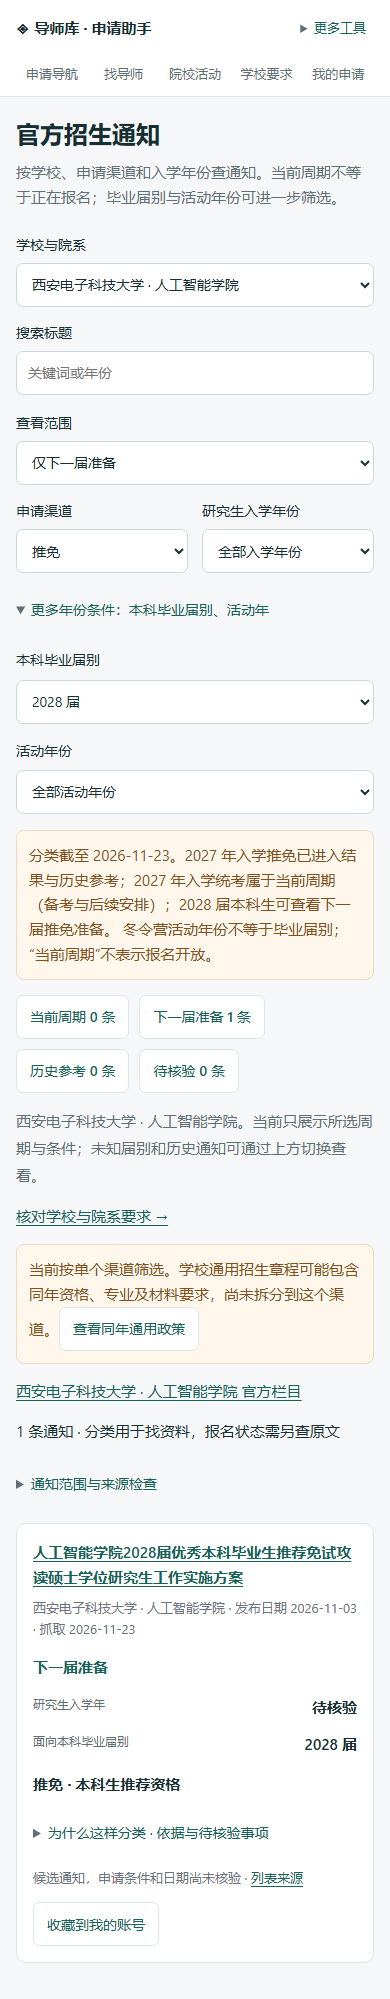 ◈ 导师库 · 申请助手
▶ 更多工具
申请导航 找导师 院校活动 学校要求 我的申请
官方招生通知
按学校、申请渠道和入学年份查通知。当前周期不等
于正在报名；毕业届别与活动年份可进一步筛选。
学校与院系
西安电子科技大学 · 人工智能学院
搜索标题
关键词或年份
查看范围
仅下一届准备
申请渠道 研究生入学年份
推免 全部入学年份
▼ 更多年份条件：本科毕业届别、活动年
本科毕业届别
2028 届
活动年份
全部活动年份
分类截至 2026-11-23。2027 年入学推免已进入结
果与历史参考；2027 年入学统考属于当前周期
（备考与后续安排）；2028 届本科生可查看下一
届推免准备。 冬令营活动年份不等于毕业届别；
“当前周期”不表示报名开放。
当前周期 0 条 下一届准备 1 条
历史参考 0 条 待核验 0 条
西安电子科技大学 · 人工智能学院。当前只展示所选周
期与条件；未知届别和历史通知可通过上方切换查
看。
核对学校与院系要求 →
当前按单个渠道筛选。学校通用招生章程可能包含
同年资格、专业及材料要求，尚未拆分到这个渠
道。 查看同年通用政策
西安电子科技大学 · 人工智能学院 官方栏目
1 条通知 · 分类用于找资料，报名状态需另查原文
▶ 通知范围与来源检查
人工智能学院2028届优秀本科毕业生推荐免试攻
读硕士学位研究生工作实施方案
西安电子科技大学 · 人工智能学院 · 发布日期 2026-11-03
· 抓取 2026-11-23
下一届准备
研究生入学年 待核验
面向本科毕业届别 2028 届
推免 · 本科生推荐资格
▶ 为什么这样分类 · 依据与待核验事项
候选通知，申请条件和日期尚未核验 · 列表来源
收藏到我的账号